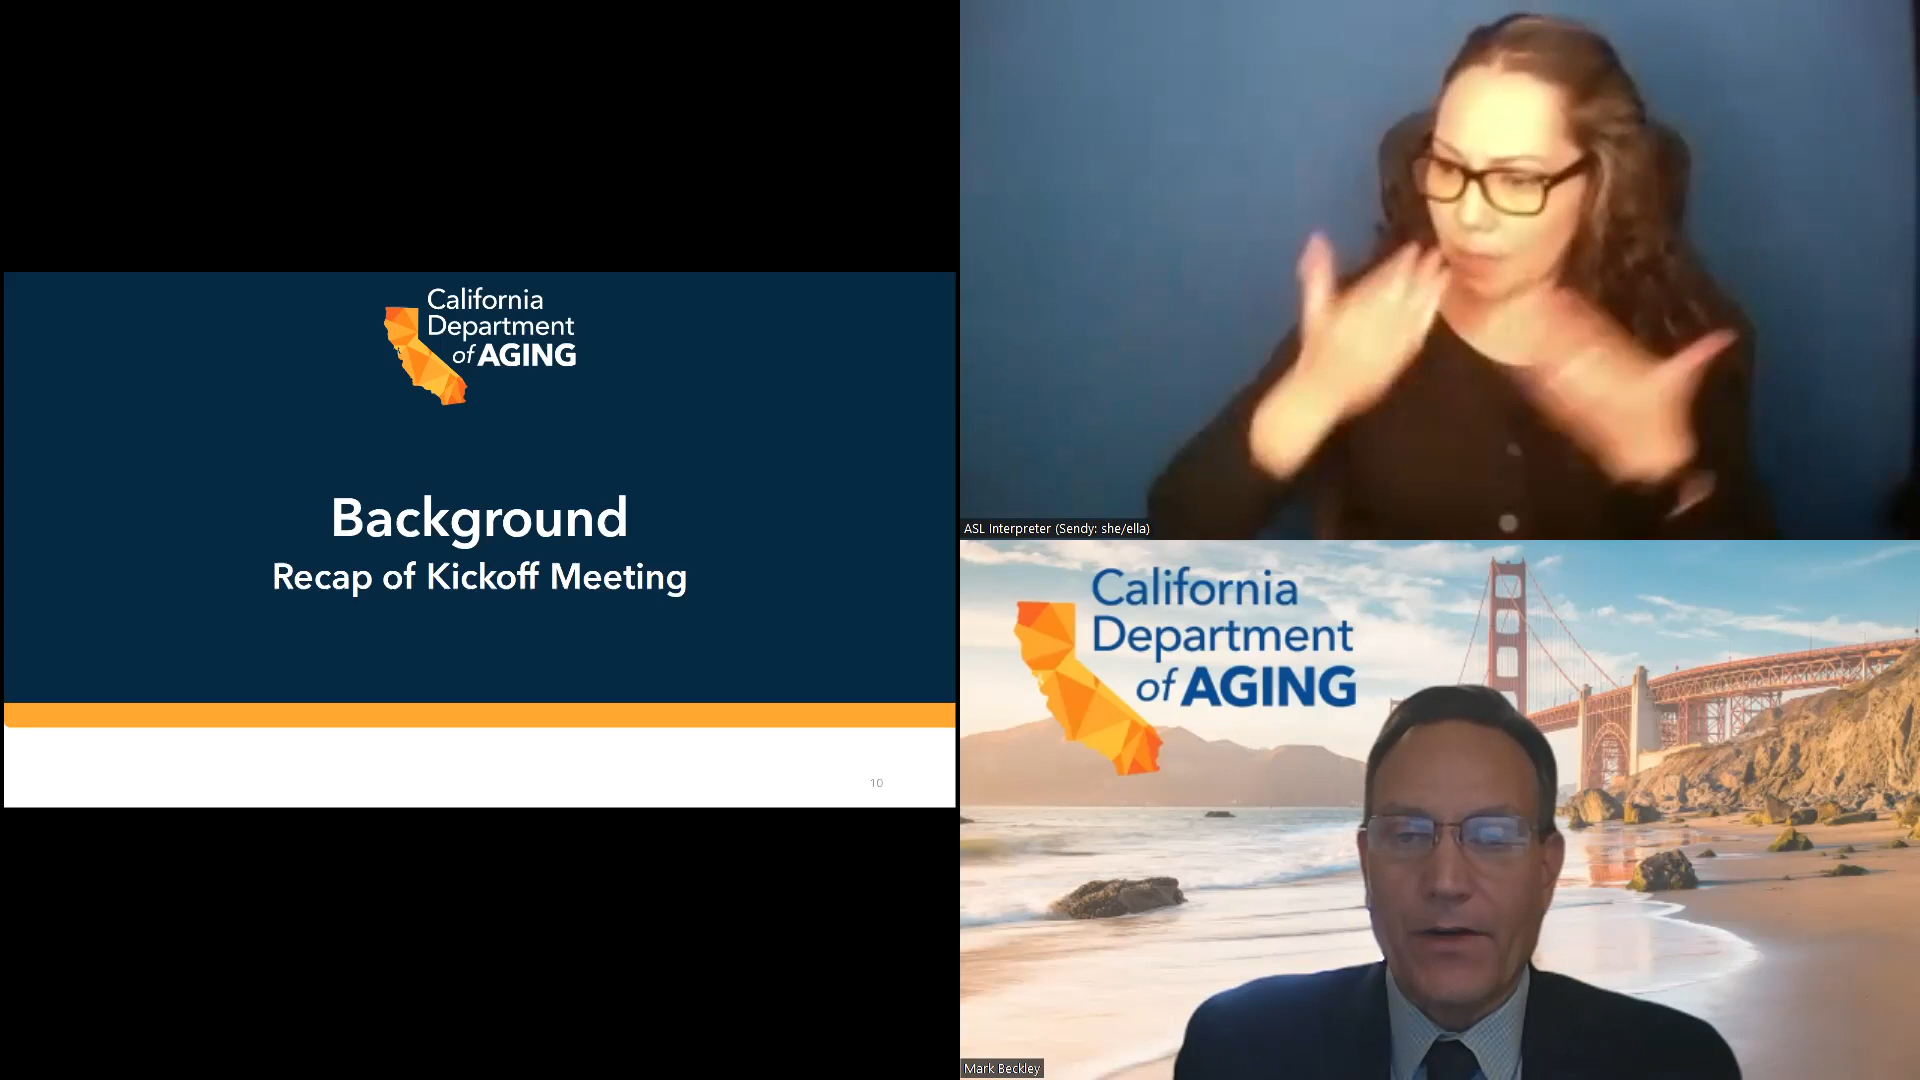 California
Department
of AGING
Background
Recap of Kickoff Meeting
10
ASL Interpreter (Sendy: she/ella)
California
Department
of AGING
Mark Beckley